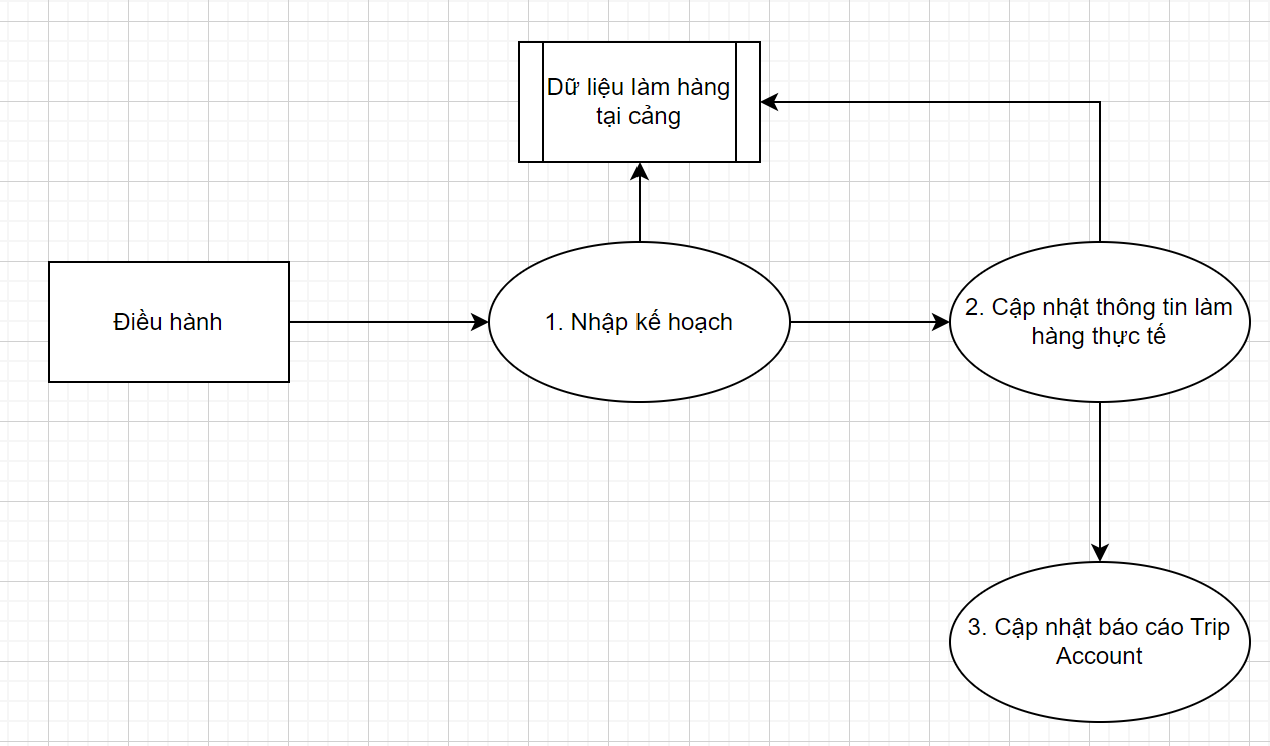 Dữ liệu làm hàng
tại cảng
Điều hành
1. Nhập kế hoạch
2. Cập nhật thông tin làm
hàng thực tế
3. Cập nhật báo cáo Trip
Account